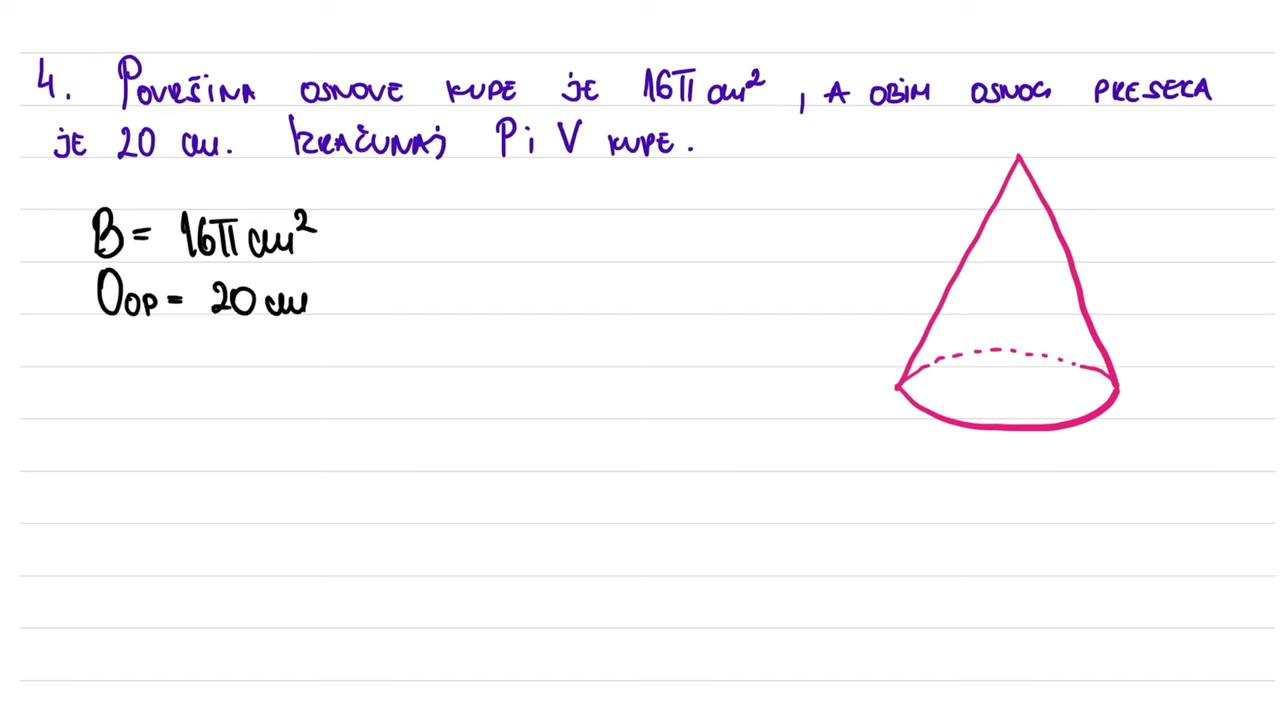 4. Površina osnove kupe je 16π cm², a obim osnog preseka
je 20 cm. Izračunaj P i V kupe.
B = 16π cm²
Oop = 20 cm